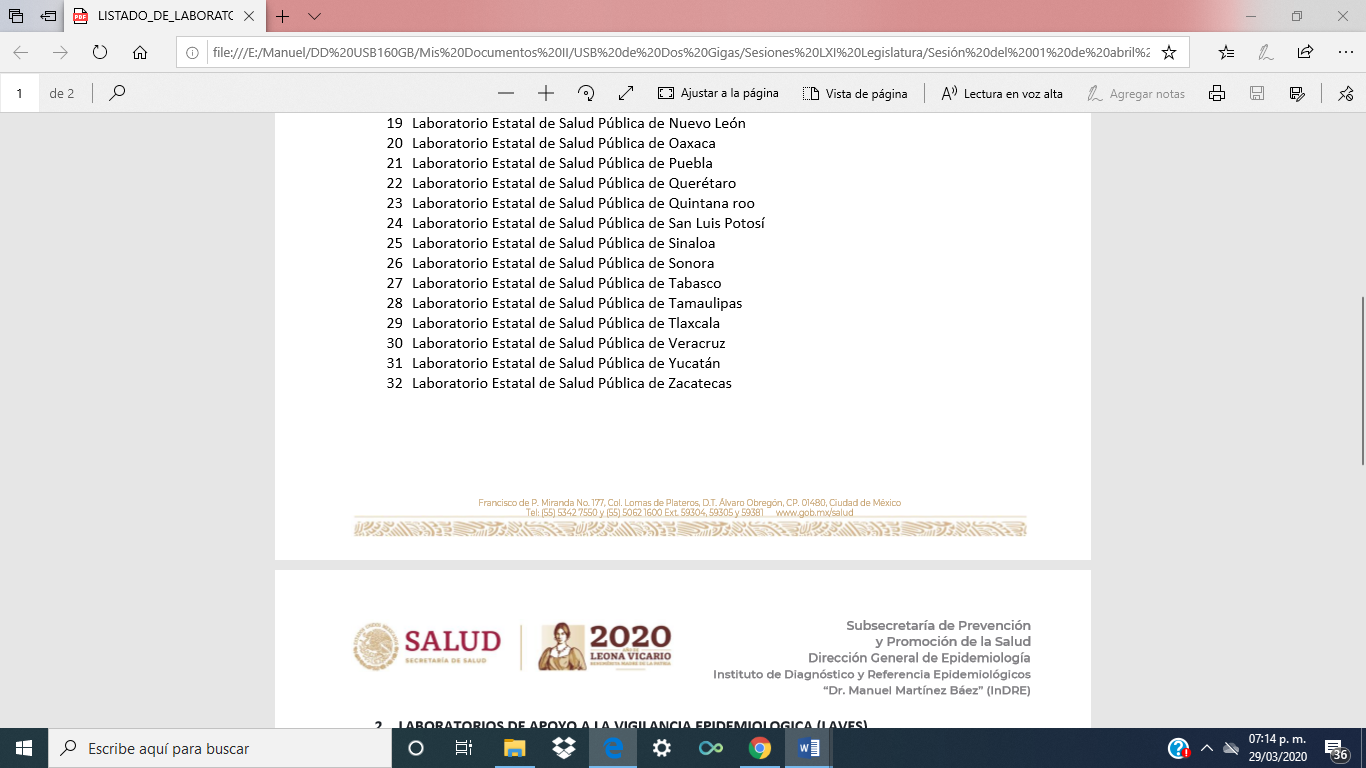 LISTADO_DE_LABORATO
file:///E:/Manuel/DD%20USB160GB/Mis%20Documentos%20II/USB%20de%20Dos%20Gigas/Sesiones%20LXI%20Legislatura/Sesión%20del%2001%20de%20abril%2
1 de 2 Ajustar a la página Vista de página Lectura en voz alta Agregar notas
19 Laboratorio Estatal de Salud Pública de Nuevo León
20 Laboratorio Estatal de Salud Pública de Oaxaca
21 Laboratorio Estatal de Salud Pública de Puebla
22 Laboratorio Estatal de Salud Pública de Querétaro
23 Laboratorio Estatal de Salud Pública de Quintana roo
24 Laboratorio Estatal de Salud Pública de San Luis Potosí
25 Laboratorio Estatal de Salud Pública de Sinaloa
26 Laboratorio Estatal de Salud Pública de Sonora
27 Laboratorio Estatal de Salud Pública de Tabasco
28 Laboratorio Estatal de Salud Pública de Tamaulipas
29 Laboratorio Estatal de Salud Pública de Tlaxcala
30 Laboratorio Estatal de Salud Pública de Veracruz
31 Laboratorio Estatal de Salud Pública de Yucatán
32 Laboratorio Estatal de Salud Pública de Zacatecas
Francisco de P. Miranda No. 177, Col. Lomas de Plateros, D.T. Álvaro Obregón, CP. 01480, Ciudad de México
Tel: (55) 5342 7550 y (55) 5062 1600 Ext. 59304, 59305 y 59381 www.gob.mx/salud
SALUD
SECRETARÍA DE SALUD
2020
AÑO DE
LEONA VICARIO
BENEMÉRITA MADRE DE LA PATRIA
Subsecretaría de Prevención
y Promoción de la Salud
Dirección General de Epidemiología
Instituto de Diagnóstico y Referencia Epidemiológicos
“Dr. Manuel Martínez Báez” (InDRE)
2. LABORATORIOS DE APOYO A LA VIGILANCIA EPIDEMIOLOGICA (LAVES)
Escribe aquí para buscar
07:14 p. m.
29/03/2020
36